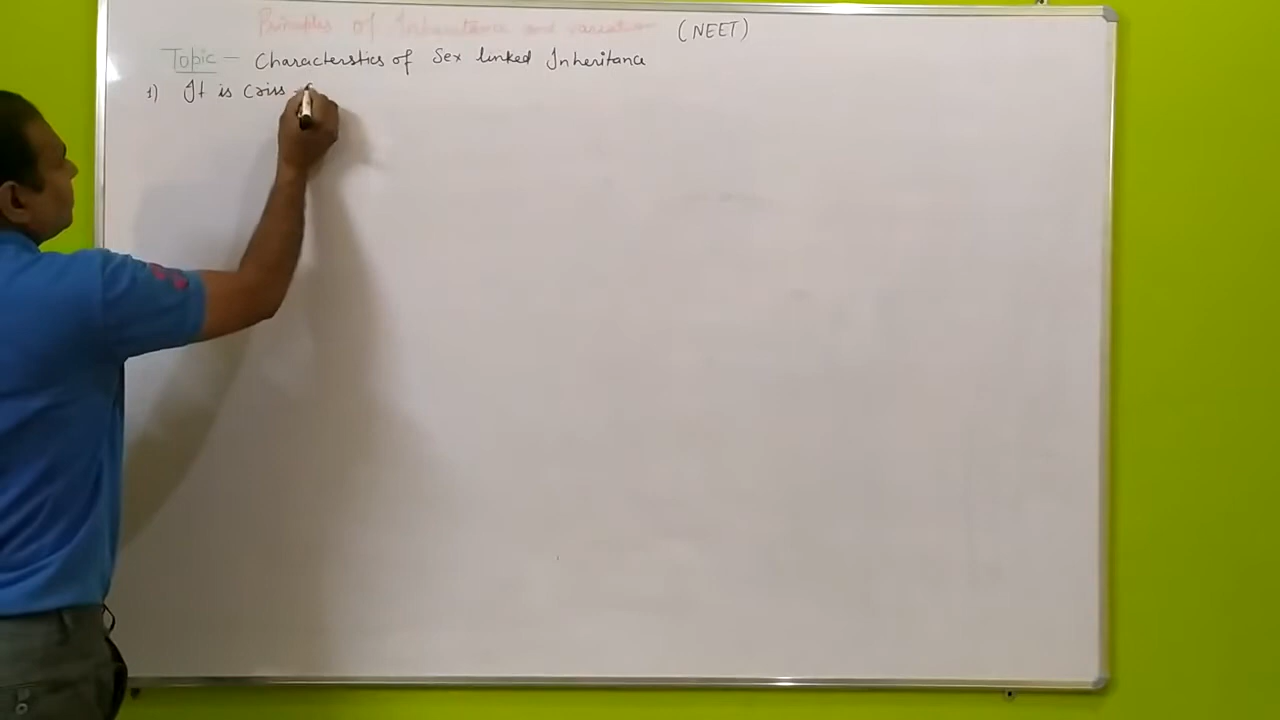 Principles of Inheritance and variation (NEET)
Topic - Characterstics of Sex linked Inheritance
1) It is Criss -